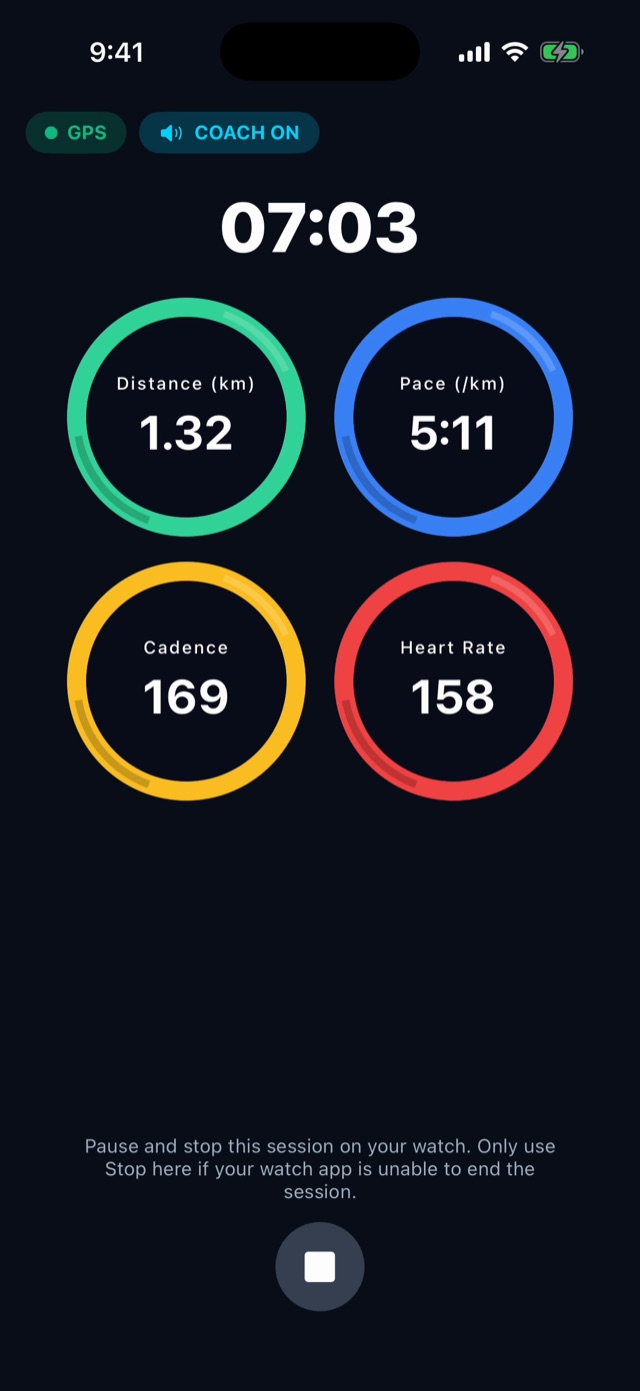 9:41
GPS
COACH ON
07:03
Distance (km)
1.32
Pace (/km)
5:11
Cadence
169
Heart Rate
158
Pause and stop this session on your watch. Only use
Stop here if your watch app is unable to end the
session.